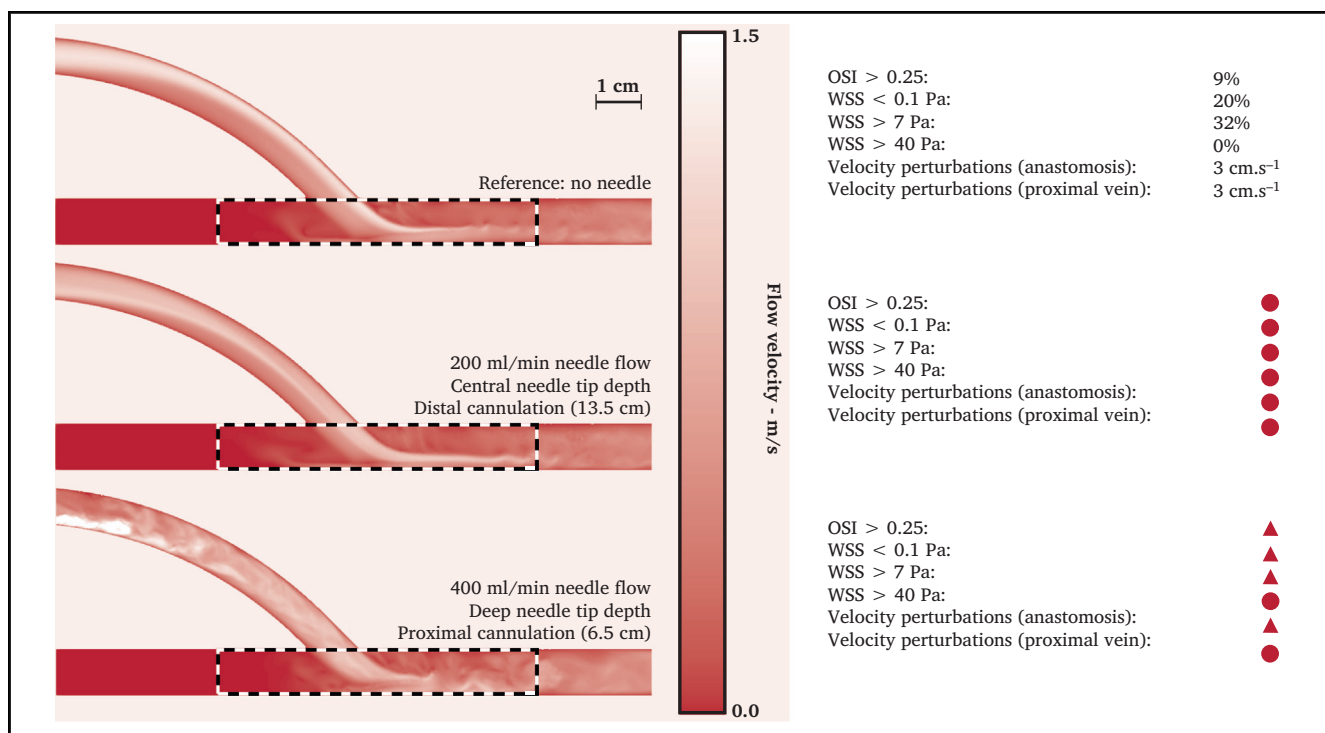 1.5
1 cm
Reference: no needle
Flow velocity - m/s
0.0
OSI > 0.25: 9%
WSS < 0.1 Pa: 20%
WSS > 7 Pa: 32%
WSS > 40 Pa: 0%
Velocity perturbations (anastomosis): 3 cm.s⁻¹
Velocity perturbations (proximal vein): 3 cm.s⁻¹
200 ml/min needle flow
Central needle tip depth
Distal cannulation (13.5 cm)
OSI > 0.25:
WSS < 0.1 Pa:
WSS > 7 Pa:
WSS > 40 Pa:
Velocity perturbations (anastomosis):
Velocity perturbations (proximal vein):
400 ml/min needle flow
Deep needle tip depth
Proximal cannulation (6.5 cm)
OSI > 0.25:
WSS < 0.1 Pa:
WSS > 7 Pa:
WSS > 40 Pa:
Velocity perturbations (anastomosis):
Velocity perturbations (proximal vein):